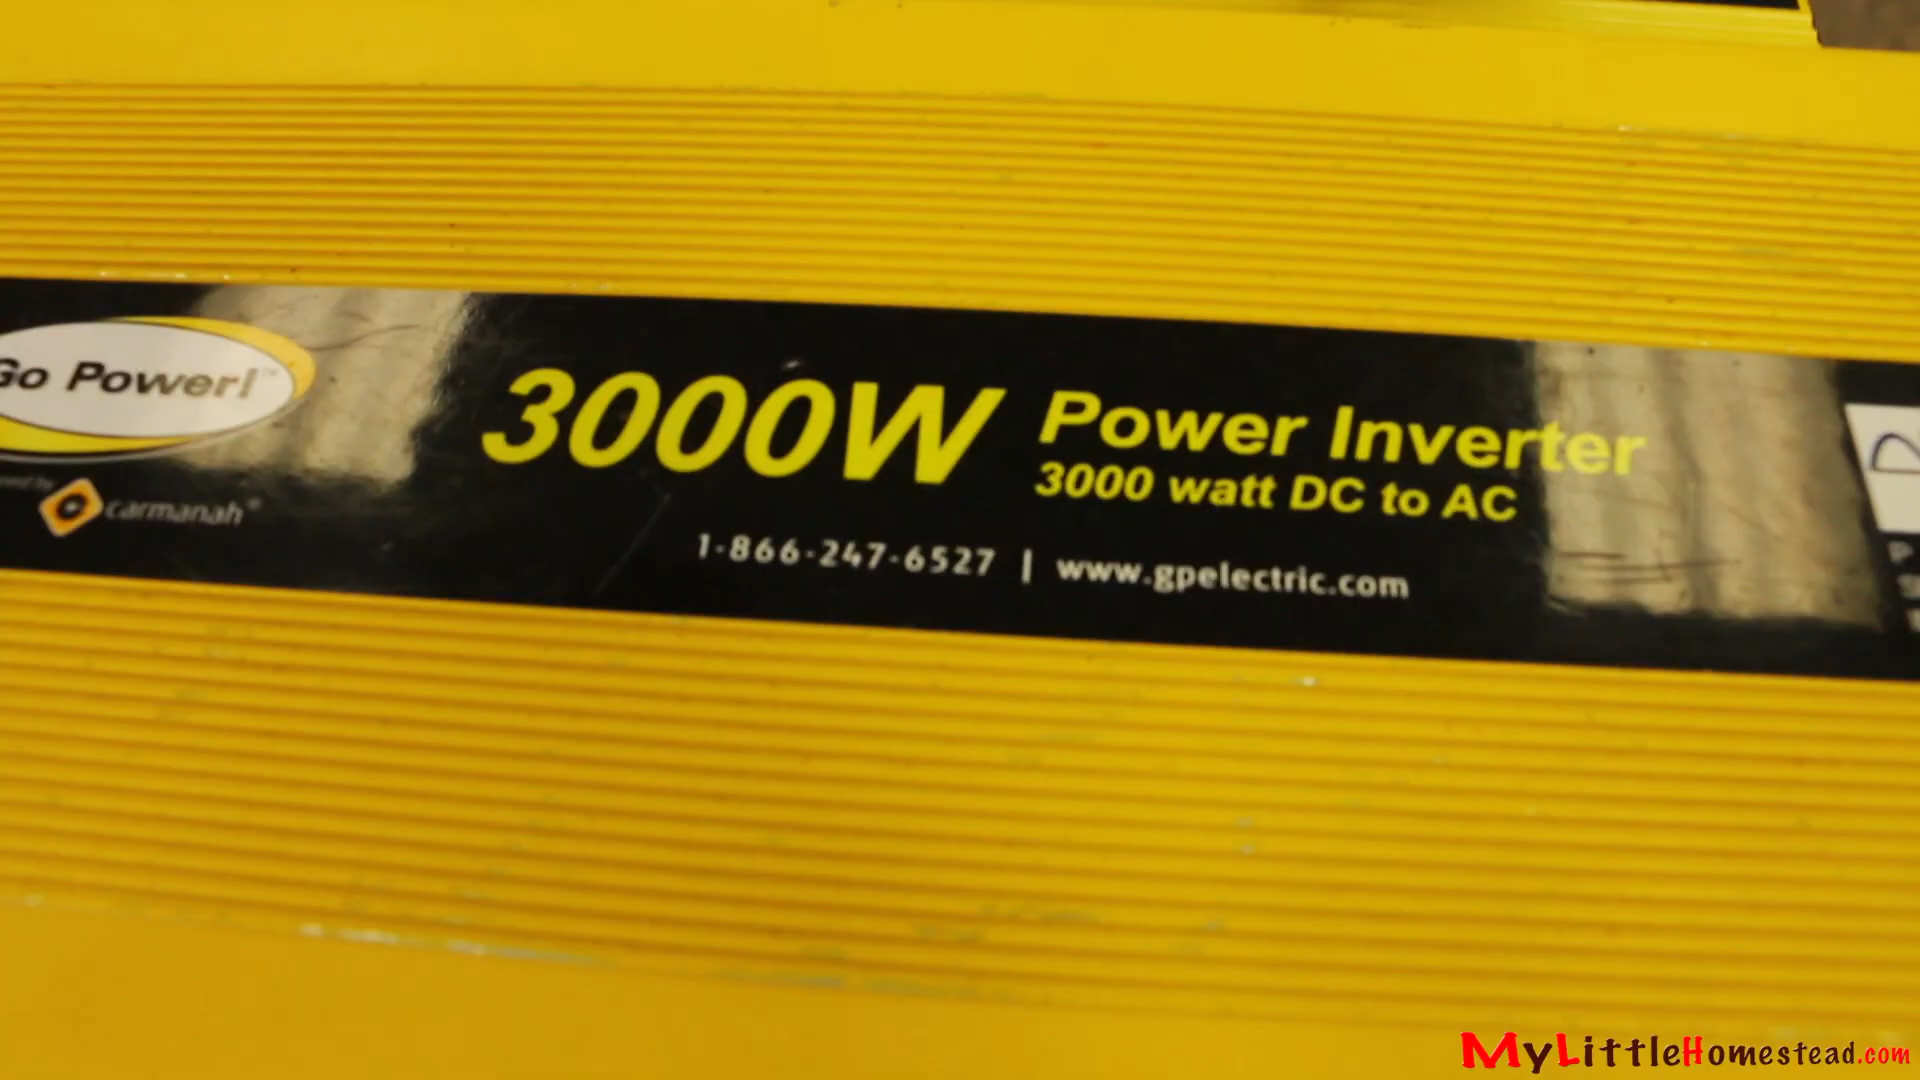 Go Power!™
carmanah®
3000W
Power Inverter
3000 watt DC to AC
1-866-247-6527 | www.gpelectric.com
MyLittleHomestead.com